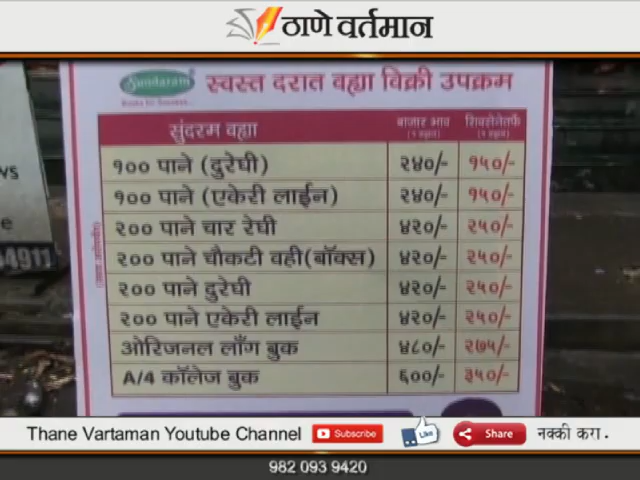 ठाणे वर्तमान
Sundaram
स्वस्त दरात वह्या विक्री उपक्रम
सुंदरम वह्या बाजार भाव शिवसेनेतर्फे
१०० पाने (दुरेघी) २४०/- १५०/-
१०० पाने (एकेरी लाईन) २४०/- १५०/-
२०० पाने चार रेघी ४२०/- २५०/-
२०० पाने चौकटी वही(बॉक्स) ४२०/- २५०/-
२०० पाने दुरेघी ४२०/- २५०/-
२०० पाने एकेरी लाईन ४२०/- २५०/-
ओरिजनल लाँग बुक ४८०/- २७५/-
A/4 कॉलेज बुक ६००/- ३५०/-
64911
Thane Vartaman Youtube Channel Subscribe Like Share नक्की करा.
982 093 9420